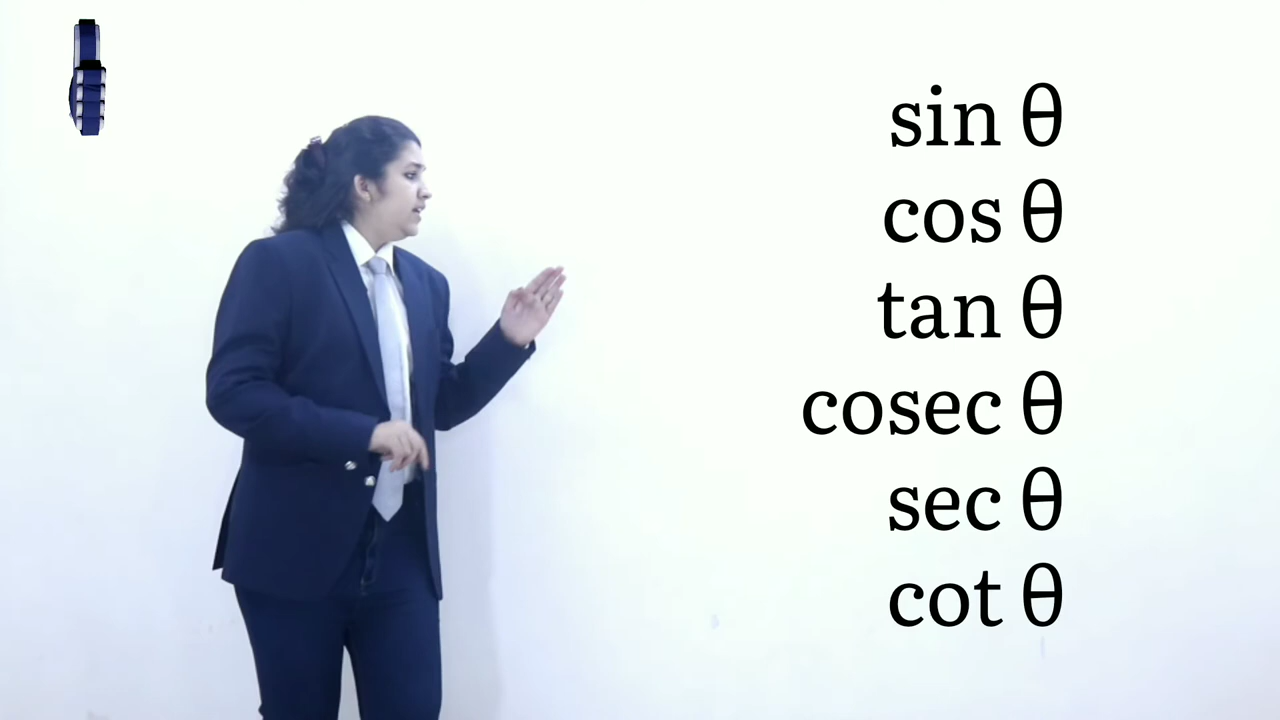 sin θ
cos θ
tan θ
cosec θ
sec θ
cot θ